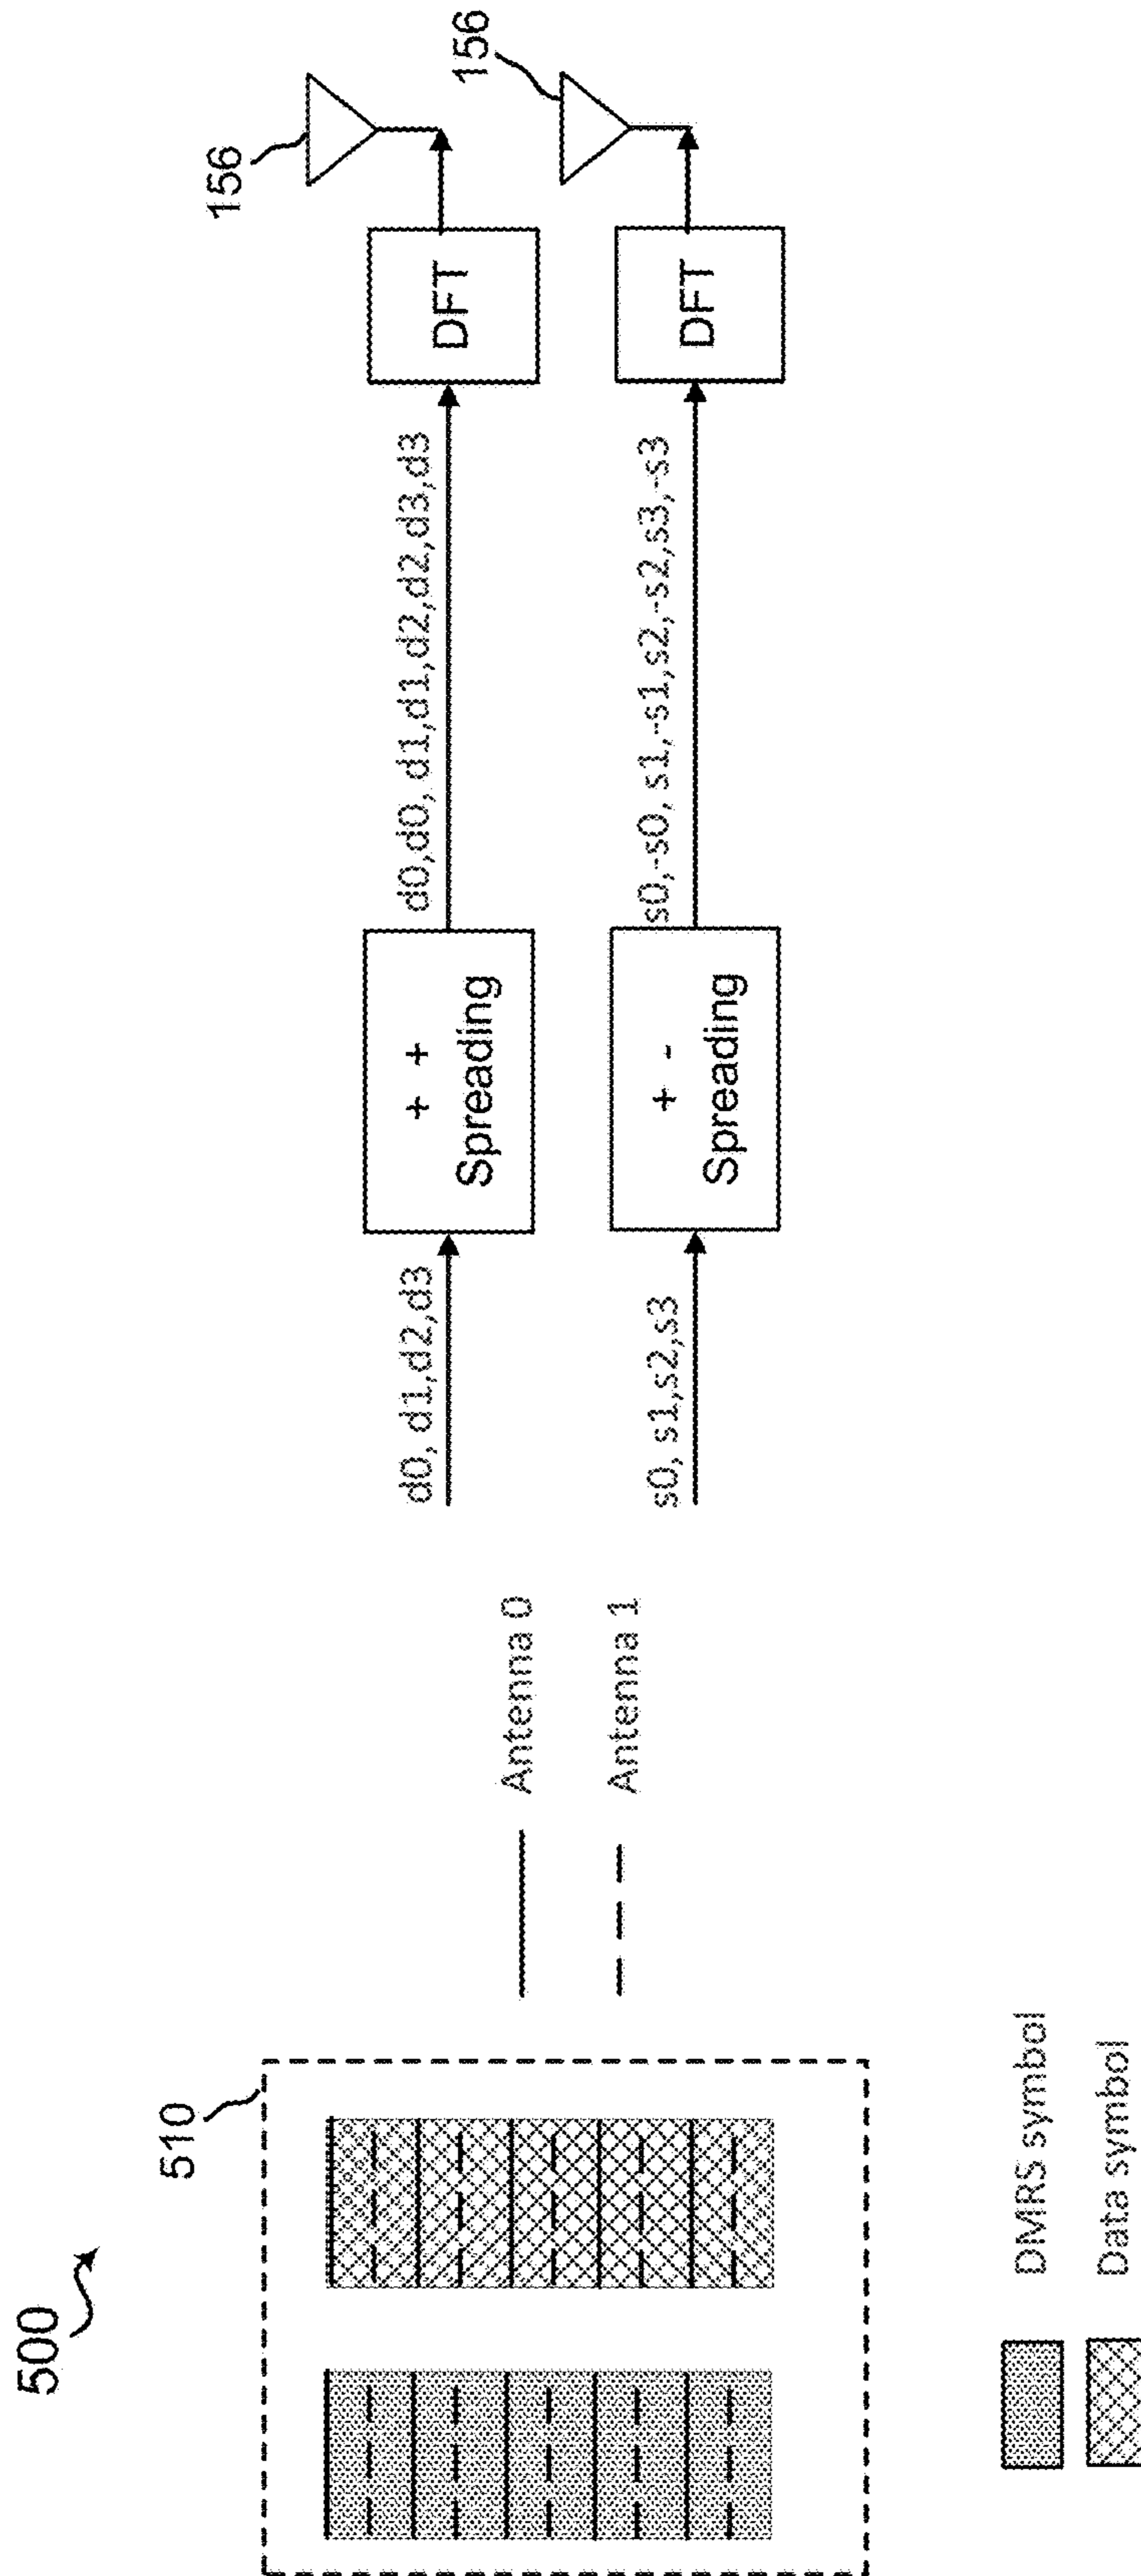 500
510
DMRS symbol
Data symbol
Antenna 0
Antenna 1
d0, d1,d2,d3
+ +
Spreading
d0,d0, d1,d1,d2,d2,d3,d3
DFT
156
s0, s1,s2,s3
+ -
Spreading
s0,-s0, s1,-s1,s2,-s2,s3,-s3
DFT
156